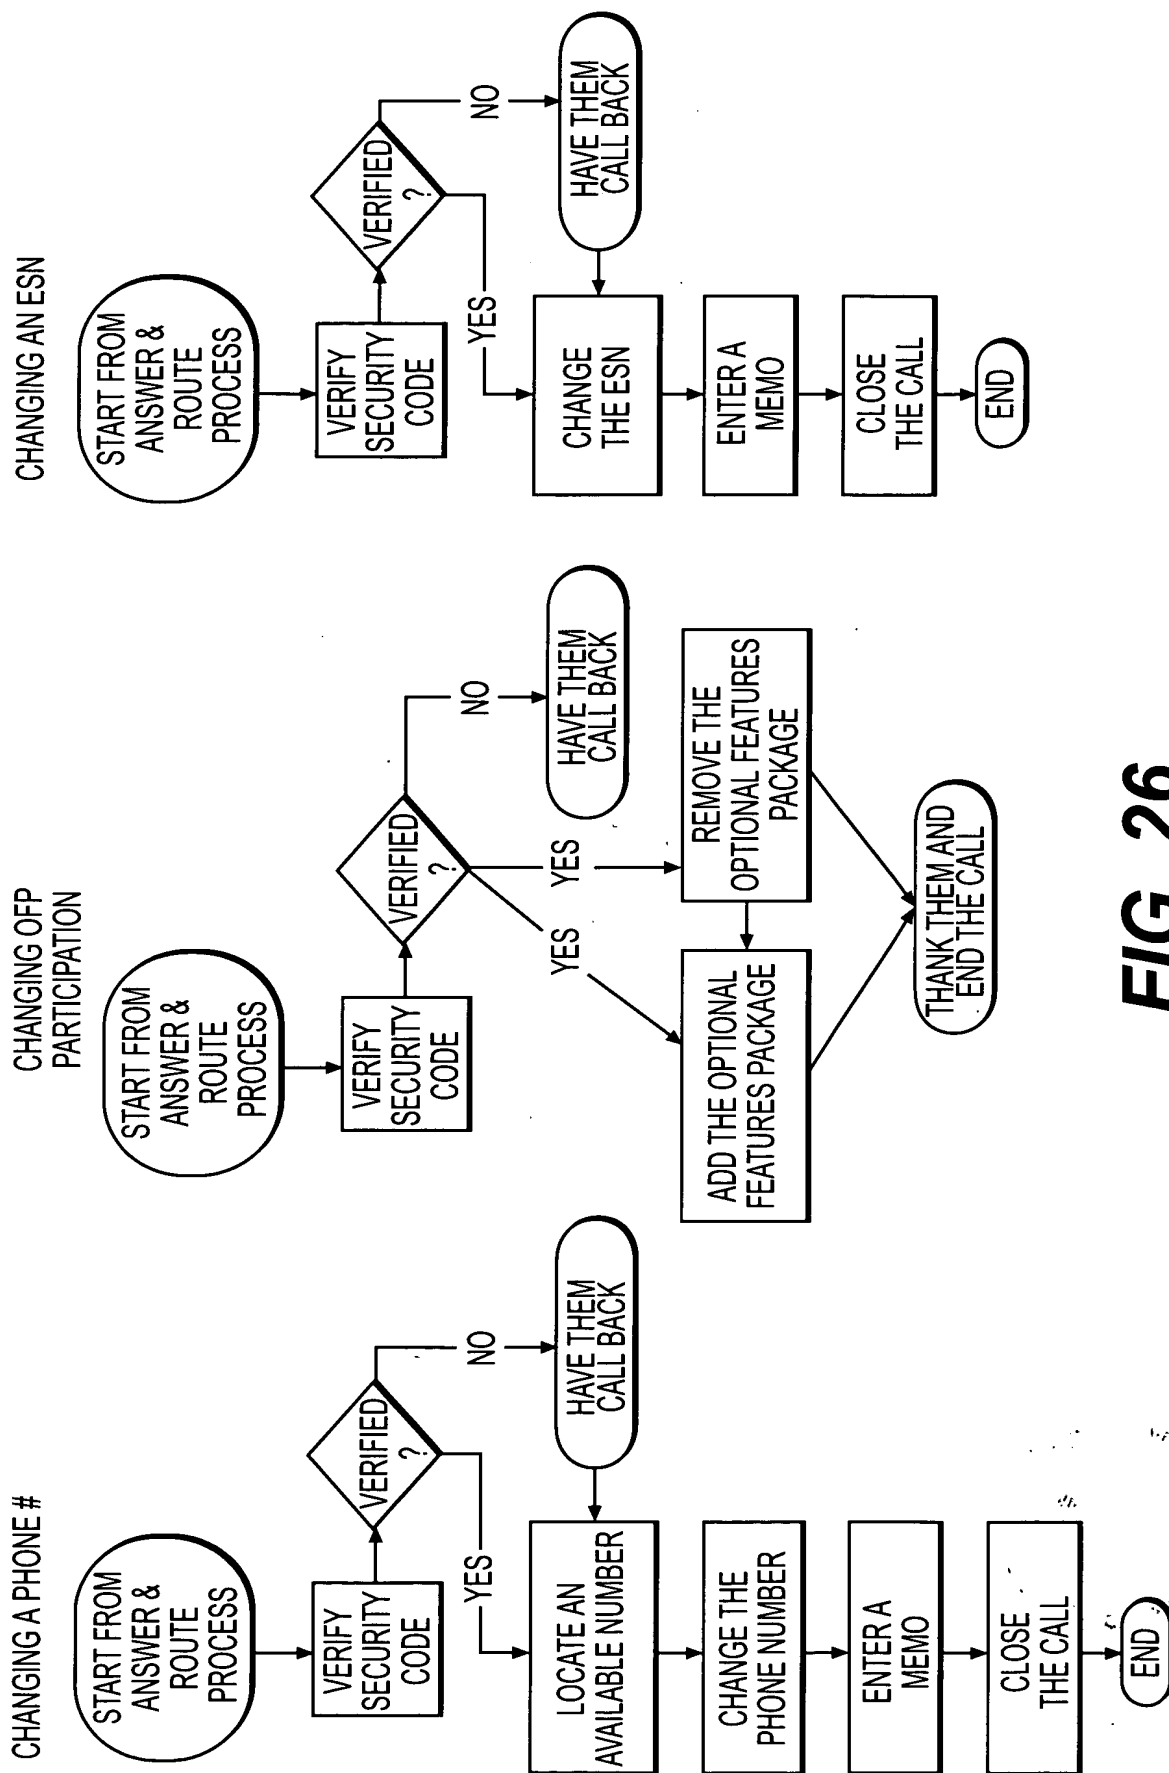 CHANGING A PHONE #
START FROM
ANSWER &
ROUTE
PROCESS
VERIFY
SECURITY
CODE
VERIFIED
?
NO
YES
HAVE THEM
CALL BACK
LOCATE AN
AVAILABLE NUMBER
CHANGE THE
PHONE NUMBER
ENTER A
MEMO
CLOSE
THE CALL
END
CHANGING OFP
PARTICIPATION
START FROM
ANSWER &
ROUTE
PROCESS
VERIFY
SECURITY
CODE
VERIFIED
?
NO
YES
YES
HAVE THEM
CALL BACK
ADD THE OPTIONAL
FEATURES PACKAGE
REMOVE THE
OPTIONAL FEATURES
PACKAGE
THANK THEM AND
END THE CALL
CHANGING AN ESN
START FROM
ANSWER &
ROUTE
PROCESS
VERIFY
SECURITY
CODE
VERIFIED
?
NO
YES
HAVE THEM
CALL BACK
CHANGE
THE ESN
ENTER A
MEMO
CLOSE
THE CALL
END
FIG 26